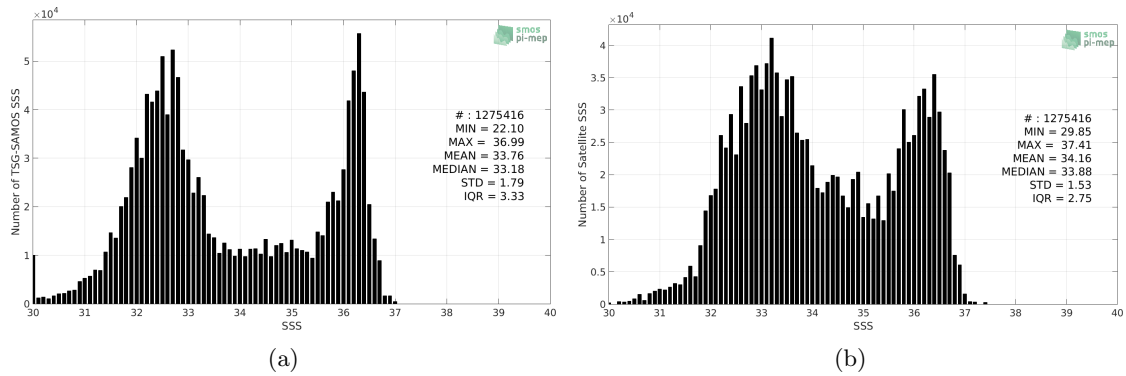 ×10⁴
6
5
4
3
2
1
0
Number of TSG-SAMOS SSS
30 31 32 33 34 35 36 37 38 39 40
SSS
smos
pi-mep
# : 1275416
MIN = 22.10
MAX = 36.99
MEAN = 33.76
MEDIAN = 33.18
STD = 1.79
IQR = 3.33
(a)
×10⁴
4
3.5
3
2.5
2
1.5
1
0.5
0
Number of Satellite SSS
30 31 32 33 34 35 36 37 38 39 40
SSS
smos
pi-mep
# : 1275416
MIN = 29.85
MAX = 37.41
MEAN = 34.16
MEDIAN = 33.88
STD = 1.53
IQR = 2.75
(b)